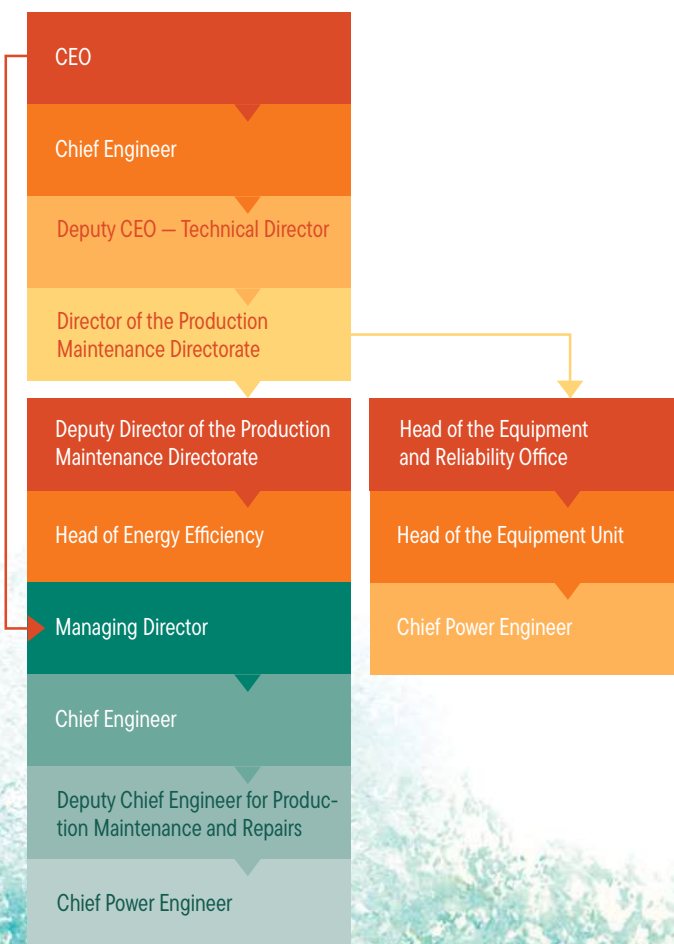 CEO
Chief Engineer
Deputy CEO — Technical Director
Director of the Production
Maintenance Directorate
Deputy Director of the Production
Maintenance Directorate
Head of Energy Efficiency
Managing Director
Chief Engineer
Deputy Chief Engineer for Produc-
tion Maintenance and Repairs
Chief Power Engineer
Head of the Equipment
and Reliability Office
Head of the Equipment Unit
Chief Power Engineer